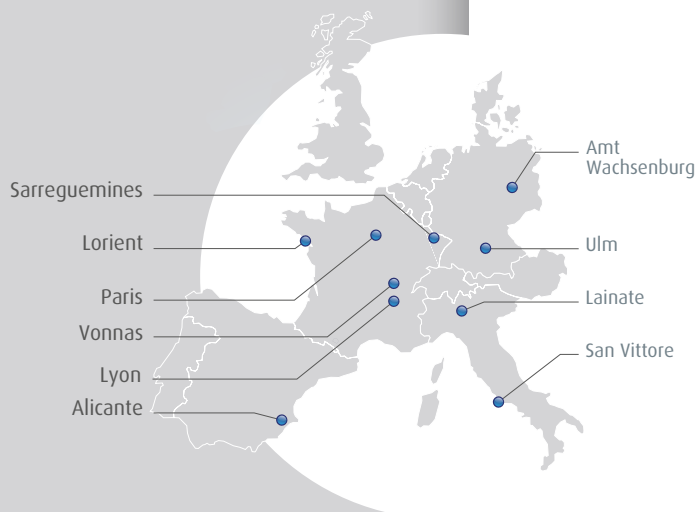 Sarreguemines
Lorient
Paris
Vonnas
Lyon
Alicante
Amt
Wachsenburg
Ulm
Lainate
San Vittore